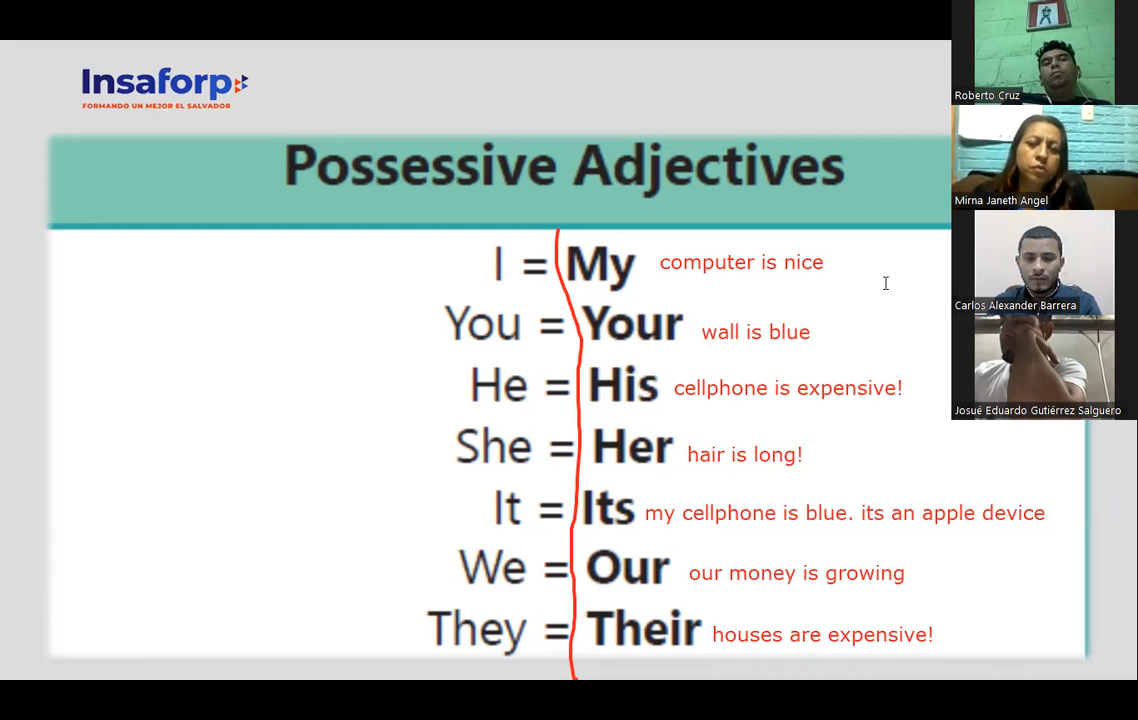 Insaforp
FORMANDO UN MEJOR EL SALVADOR
Possessive Adjectives
I = My computer is nice
You = Your wall is blue
He = His cellphone is expensive!
She = Her hair is long!
It = Its my cellphone is blue. its an apple device
We = Our our money is growing
They = Their houses are expensive!
Roberto Cruz
Mirna Janeth Angel
Carlos Alexander Barrera
Josué Eduardo Gutiérrez Salguero